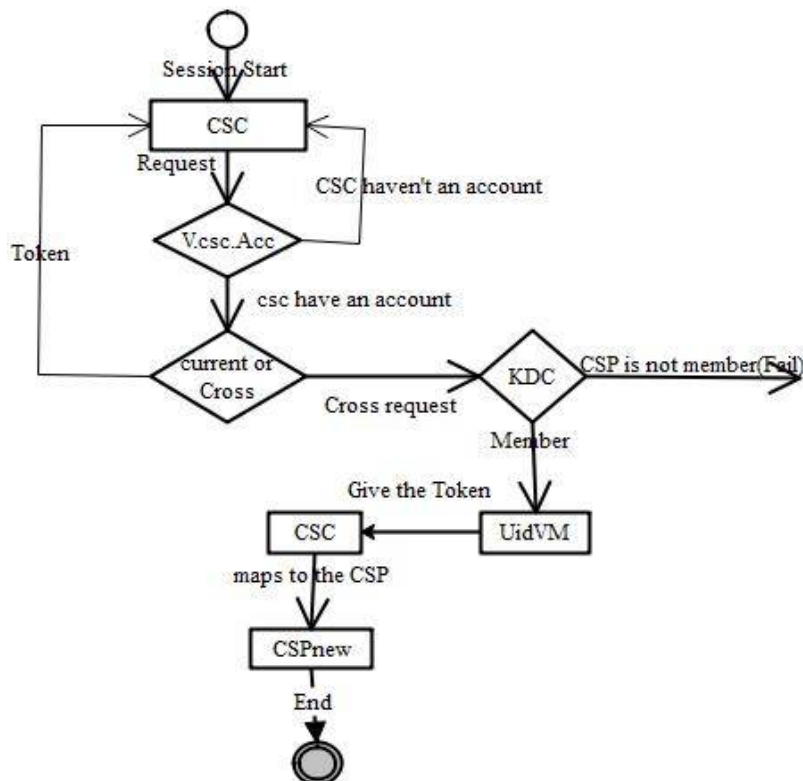 Session Start
CSC
Request
CSC haven't an account
V.csc.Acc
Token
csc have an account
current or
Cross
KDC
CSP is not member(Fail)
Cross request
Member
Give the Token
CSC
UidVM
maps to the CSP
CSPnew
End